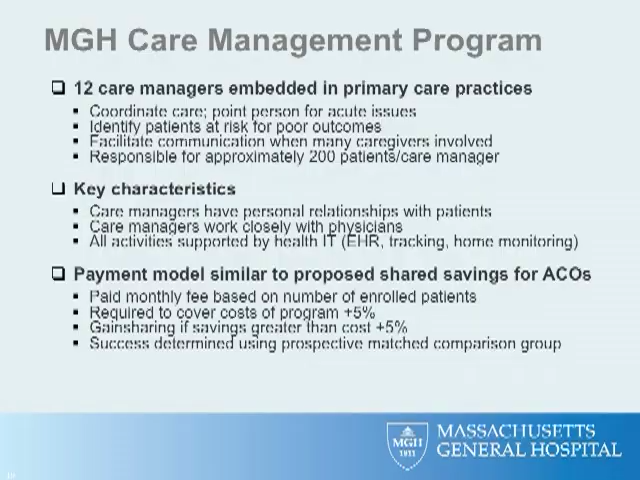 MGH Care Management Program
❑ 12 care managers embedded in primary care practices
▪ Coordinate care; point person for acute issues
▪ Identify patients at risk for poor outcomes
▪ Facilitate communication when many caregivers involved
▪ Responsible for approximately 200 patients/care manager
❑ Key characteristics
▪ Care managers have personal relationships with patients
▪ Care managers work closely with physicians
▪ All activities supported by health IT (EHR, tracking, home monitoring)
❑ Payment model similar to proposed shared savings for ACOs
▪ Paid monthly fee based on number of enrolled patients
▪ Required to cover costs of program +5%
▪ Gainsharing if savings greater than cost +5%
▪ Success determined using prospective matched comparison group
MGH
1811
MASSACHUSETTS
GENERAL HOSPITAL